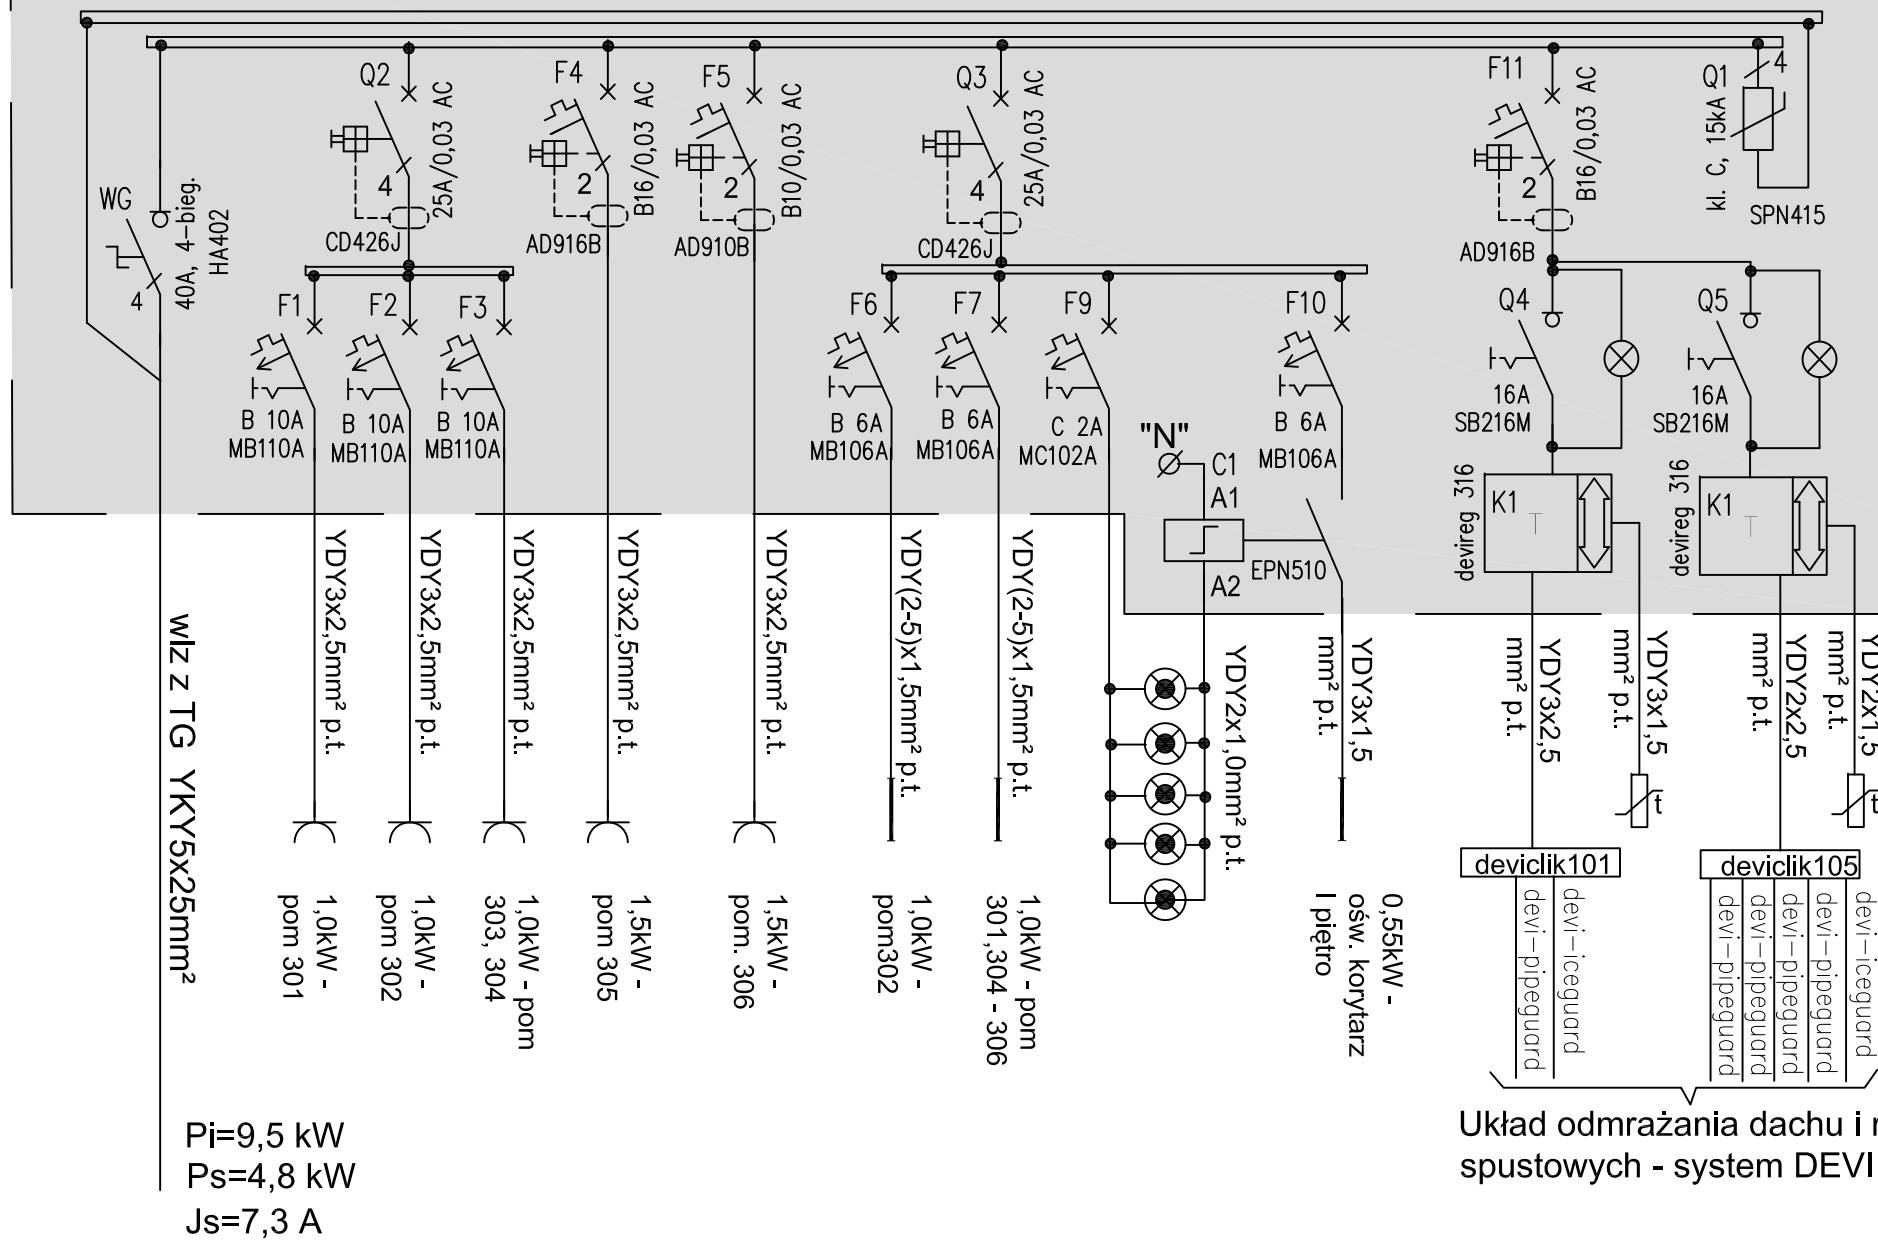 WG
4
40A, 4-bieg.
HA402
Q2
4
25A/0,03 AC
CD426J
F4
2
B16/0,03 AC
AD916B
F5
2
B10/0,03 AC
AD910B
Q3
4
25A/0,03 AC
CD426J
F11
2
B16/0,03 AC
AD916B
Q1
4
kl. C, 15kA
SPN415
F1
B 10A
MB110A
F2
B 10A
MB110A
F3
B 10A
MB110A
F6
B 6A
MB106A
F7
B 6A
MB106A
F9
C 2A
MC102A
F10
B 6A
MB106A
Q4
16A
SB216M
Q5
16A
SB216M
"N"
C1
A1
A2
EPN510
K1
T
devireg 316
K1
T
devireg 316
wlz z TG YKY5x25mm²
YDY3x2,5mm² p.t.
YDY3x2,5mm² p.t.
YDY3x2,5mm² p.t.
YDY3x2,5mm² p.t.
YDY3x2,5mm² p.t.
YDY(2-5)x1,5mm² p.t.
YDY(2-5)x1,5mm² p.t.
YDY2x1,0mm² p.t.
YDY3x1,5
mm² p.t.
YDY3x2,5
mm² p.t.
YDY3x1,5
mm² p.t.
YDY2x2,5
mm² p.t.
YDY2x1,5
mm² p.t.
t
t
1,0kW -
pom 301
1,0kW -
pom 302
1,0kW - pom
303, 304
1,5kW -
pom 305
1,5kW -
pom. 306
1,0kW -
pom302
1,0kW - pom
301,304 - 306
0,55kW -
ośw. korytarz
I piętro
deviclik101
devi-pipeguard
devi-iceguard
deviclik105
devi-pipeguard
devi-pipeguard
devi-pipeguard
devi-pipeguard
devi-iceguard
Układ odmrażania dachu i
spustowych - system DEVI
Pi=9,5 kW
Ps=4,8 kW
Js=7,3 A